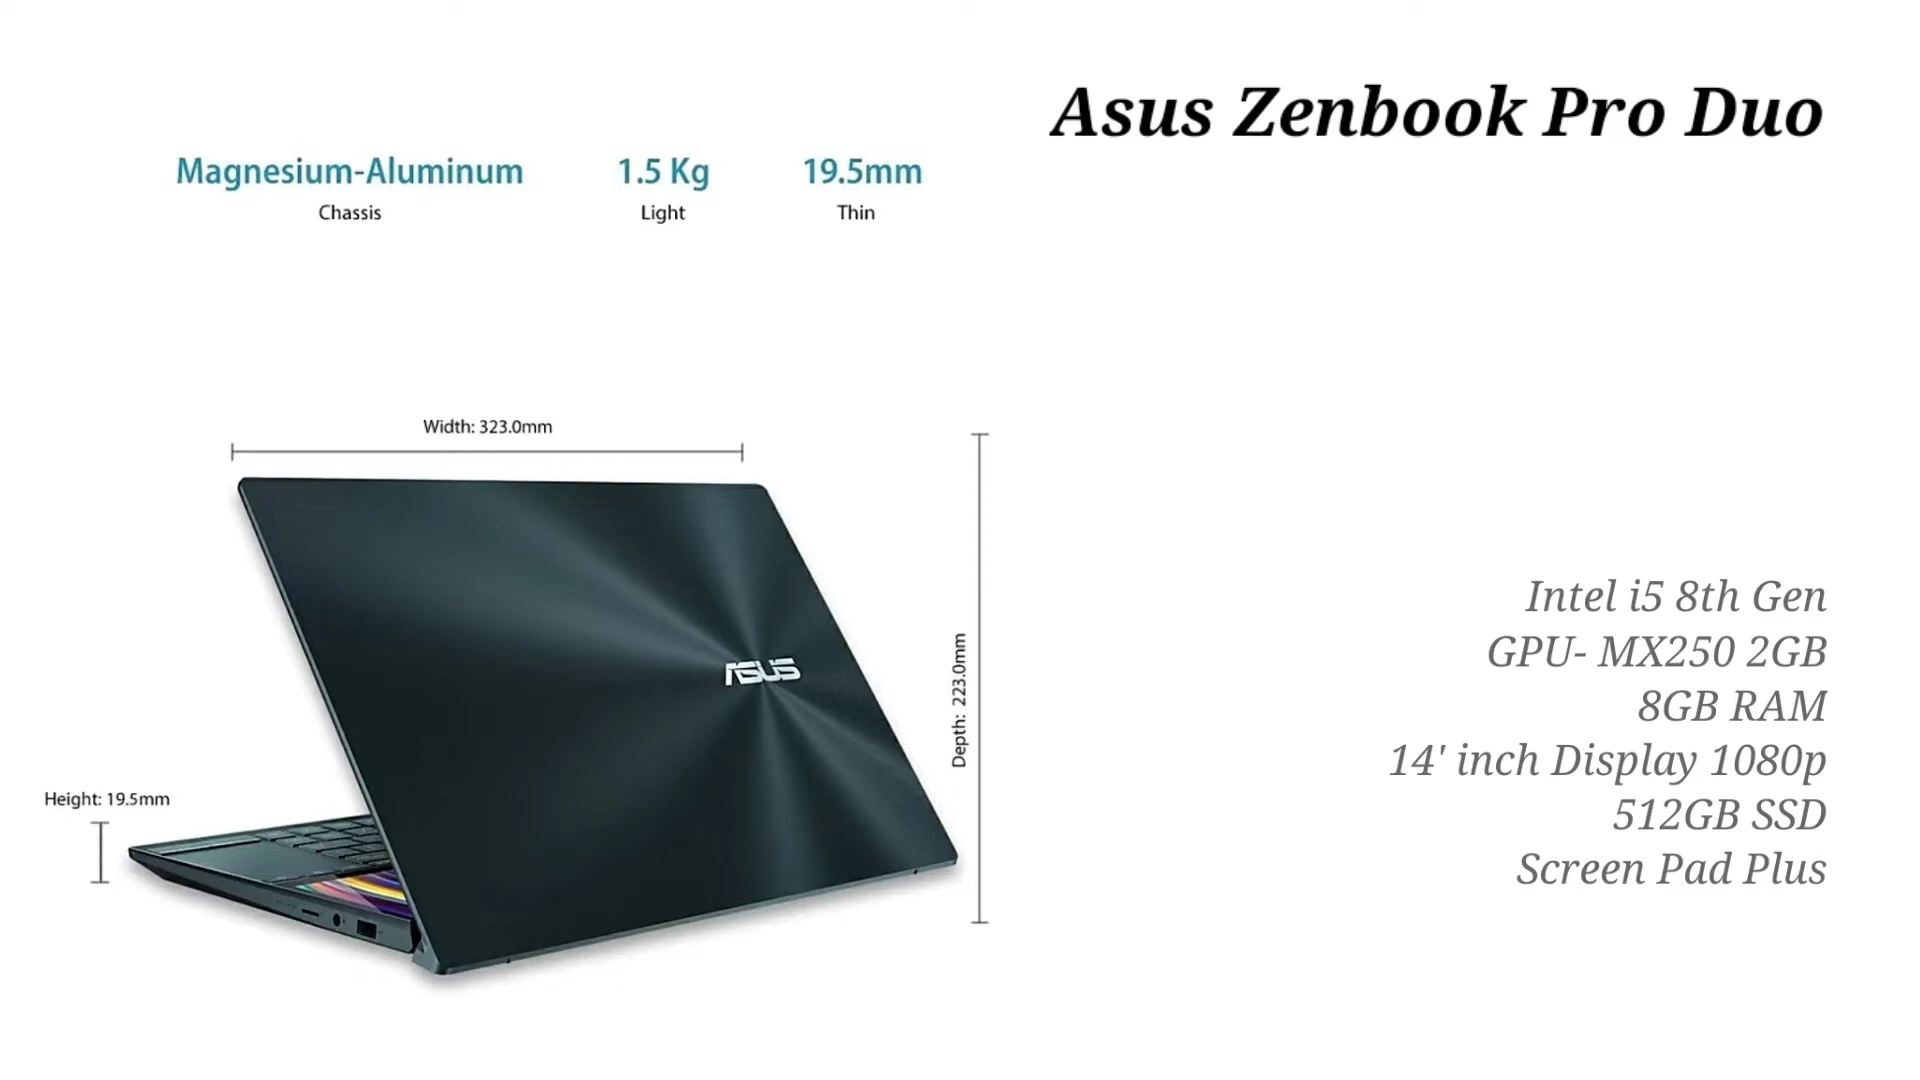 Asus Zenbook Pro Duo
Magnesium-Aluminum
Chassis
1.5 Kg
Light
19.5mm
Thin
Width: 323.0mm
Depth: 223.0mm
Height: 19.5mm
ASUS
Intel i5 8th Gen
GPU- MX250 2GB
8GB RAM
14' inch Display 1080p
512GB SSD
Screen Pad Plus